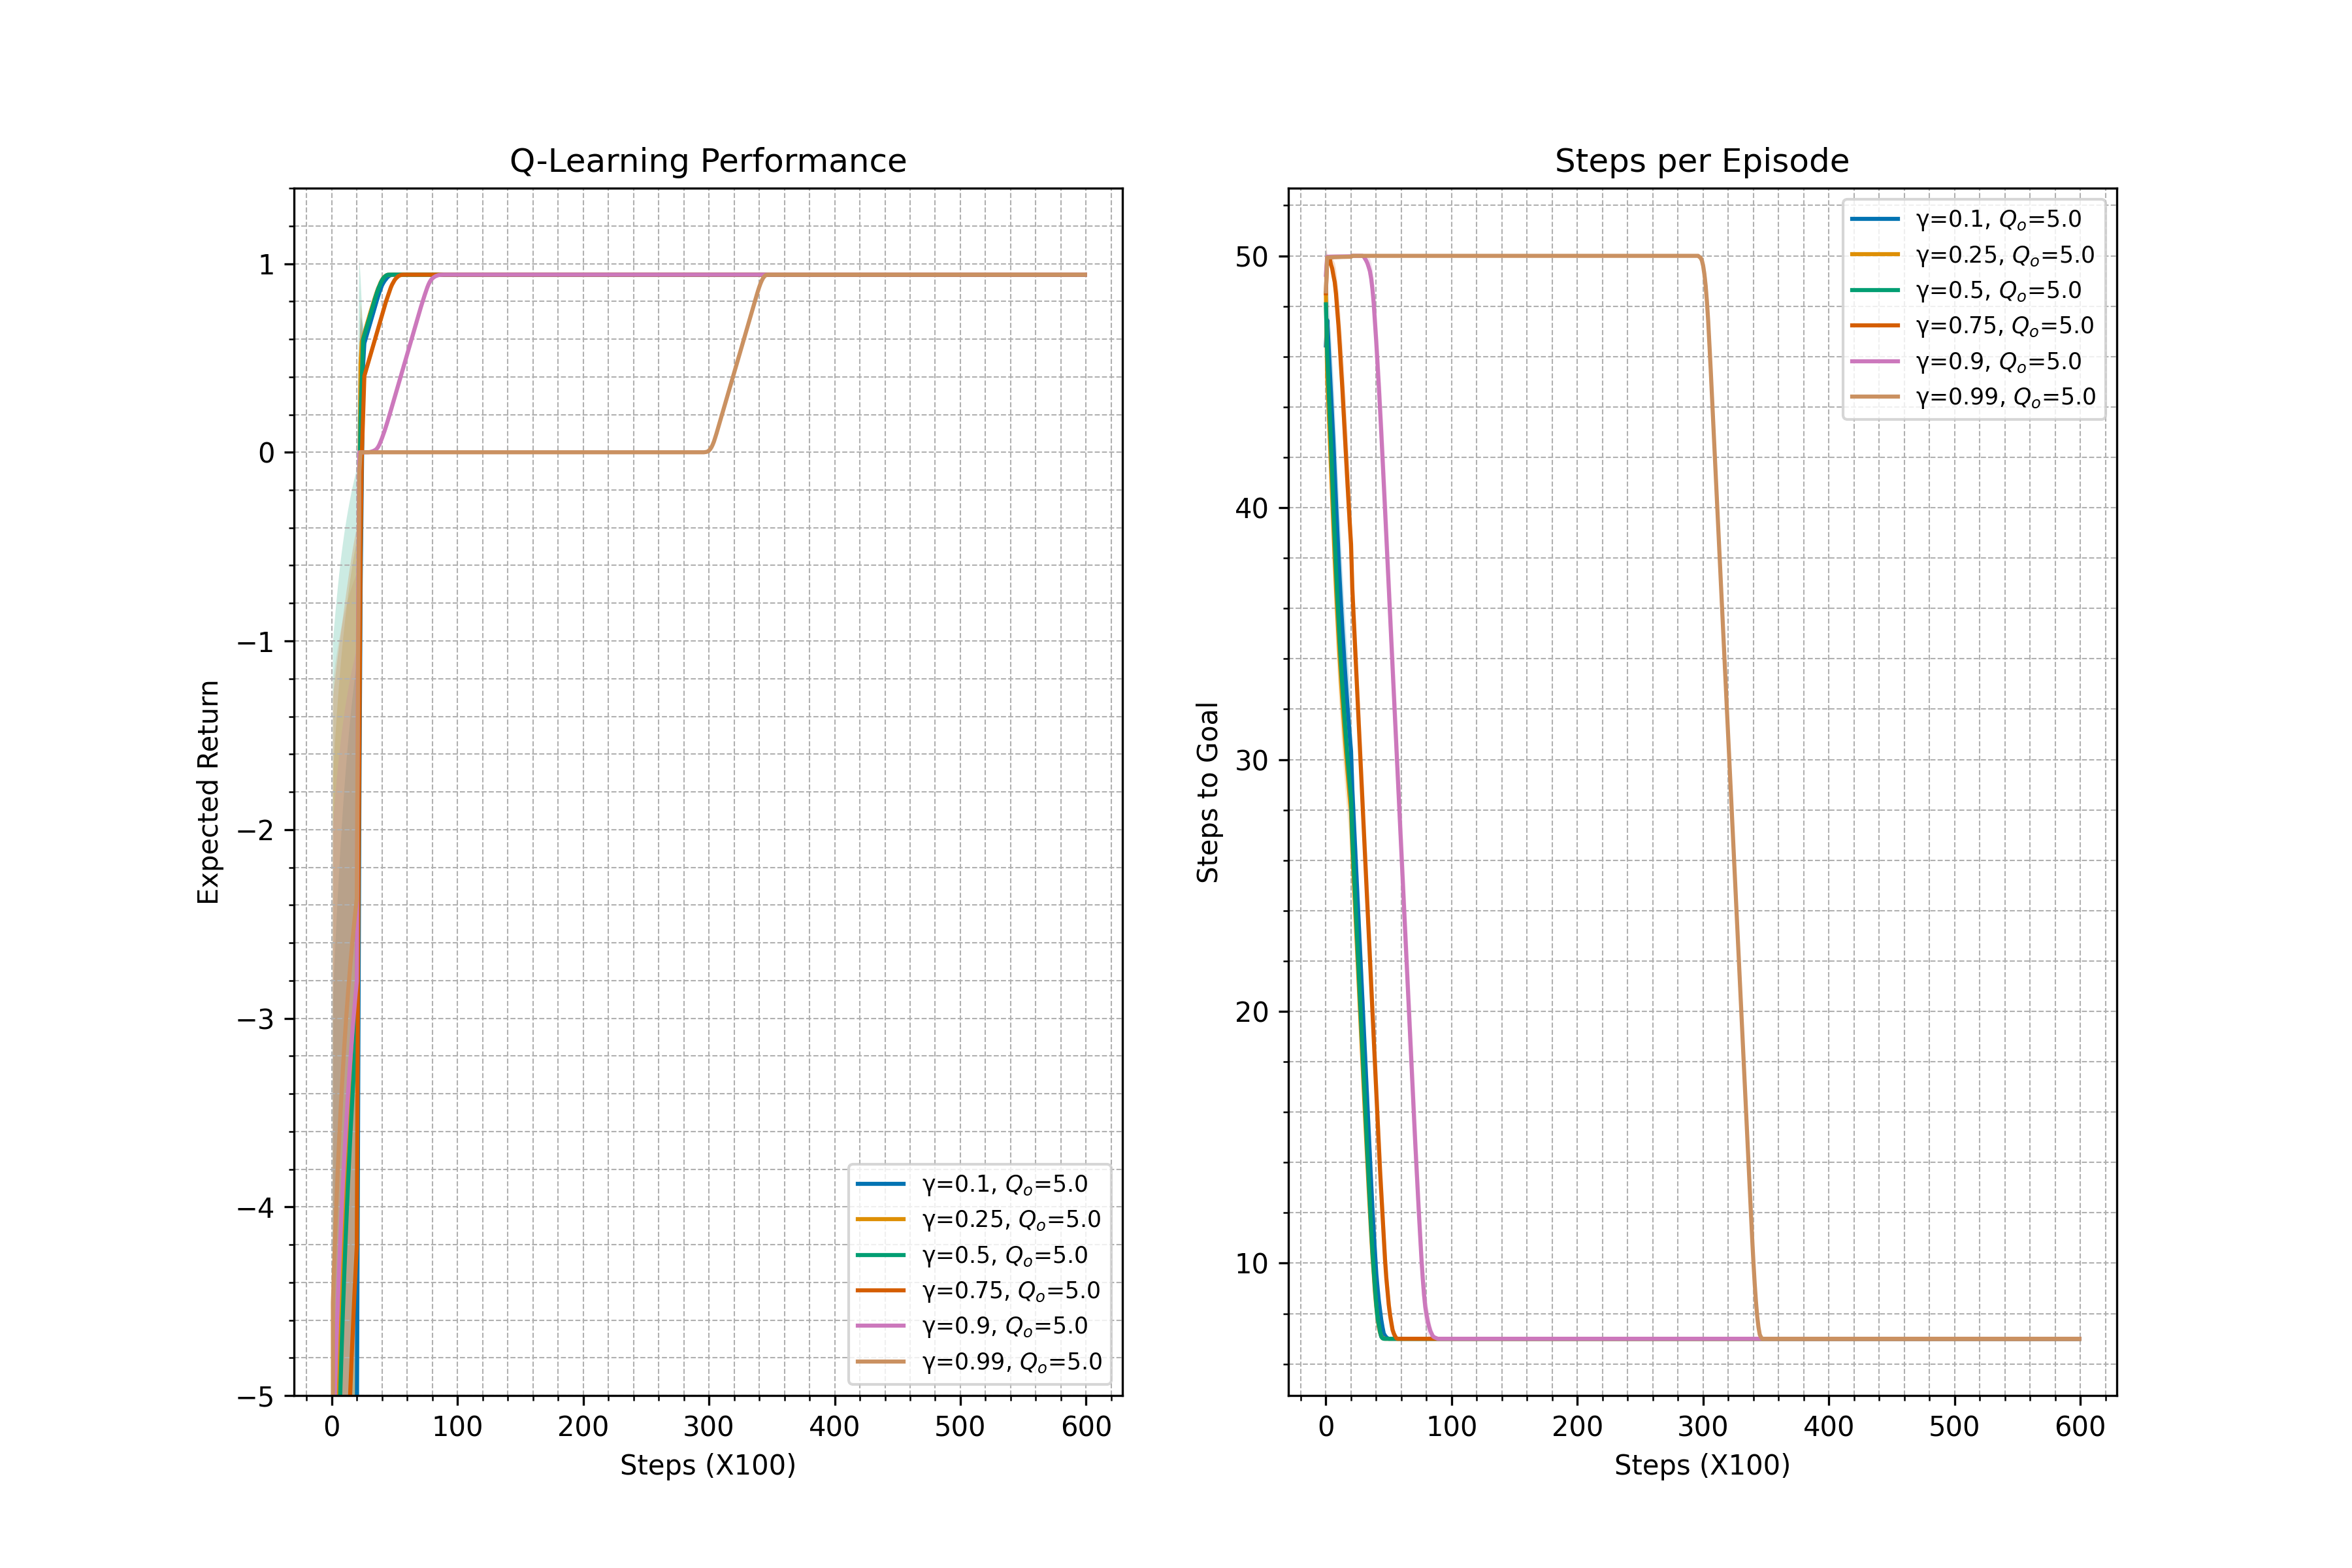 Q-Learning Performance
1
0
−1
−2
−3
−4
−5
Expected Return
0 100 200 300 400 500 600
Steps (X100)
γ=0.1, Qo=5.0
γ=0.25, Qo=5.0
γ=0.5, Qo=5.0
γ=0.75, Qo=5.0
γ=0.9, Qo=5.0
γ=0.99, Qo=5.0
Steps per Episode
50
40
30
20
10
Steps to Goal
0 100 200 300 400 500 600
Steps (X100)
γ=0.1, Qo=5.0
γ=0.25, Qo=5.0
γ=0.5, Qo=5.0
γ=0.75, Qo=5.0
γ=0.9, Qo=5.0
γ=0.99, Qo=5.0